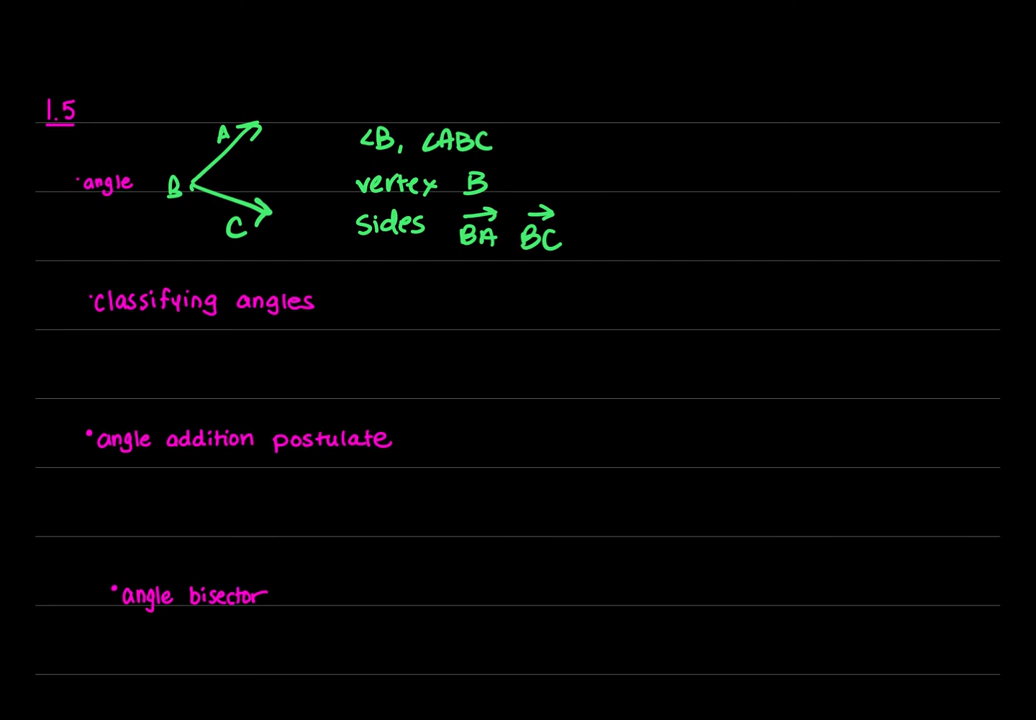 1.5
·angle
A
B
C
∠B, ∠ABC
vertex B
sides BA→ BC→
·classifying angles
•angle addition postulate
•angle bisector